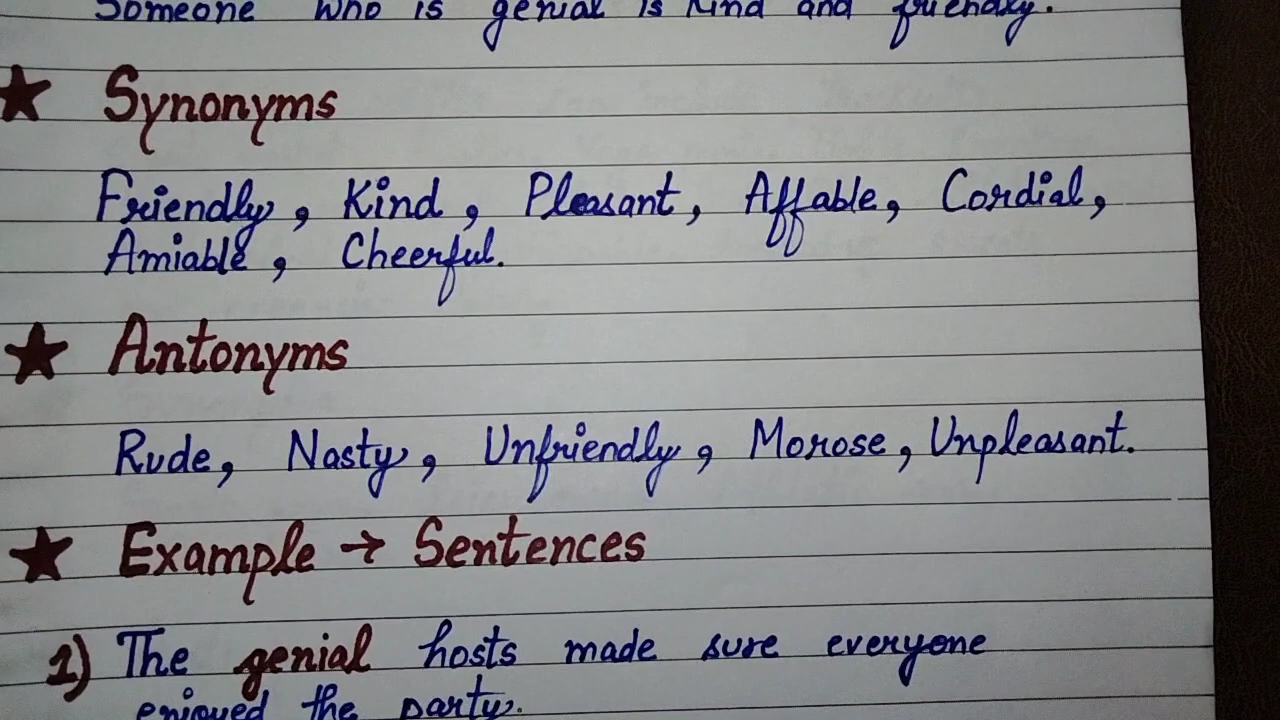 Someone who is genial is kind and friendly.
★ Synonyms
Friendly, Kind, Pleasant, Affable, Cordial,
Amiable, Cheerful.
★ Antonyms
Rude, Nasty, Unfriendly, Morose, Unpleasant.
★ Example → Sentences
1) The genial hosts made sure everyone
enjoyed the party.